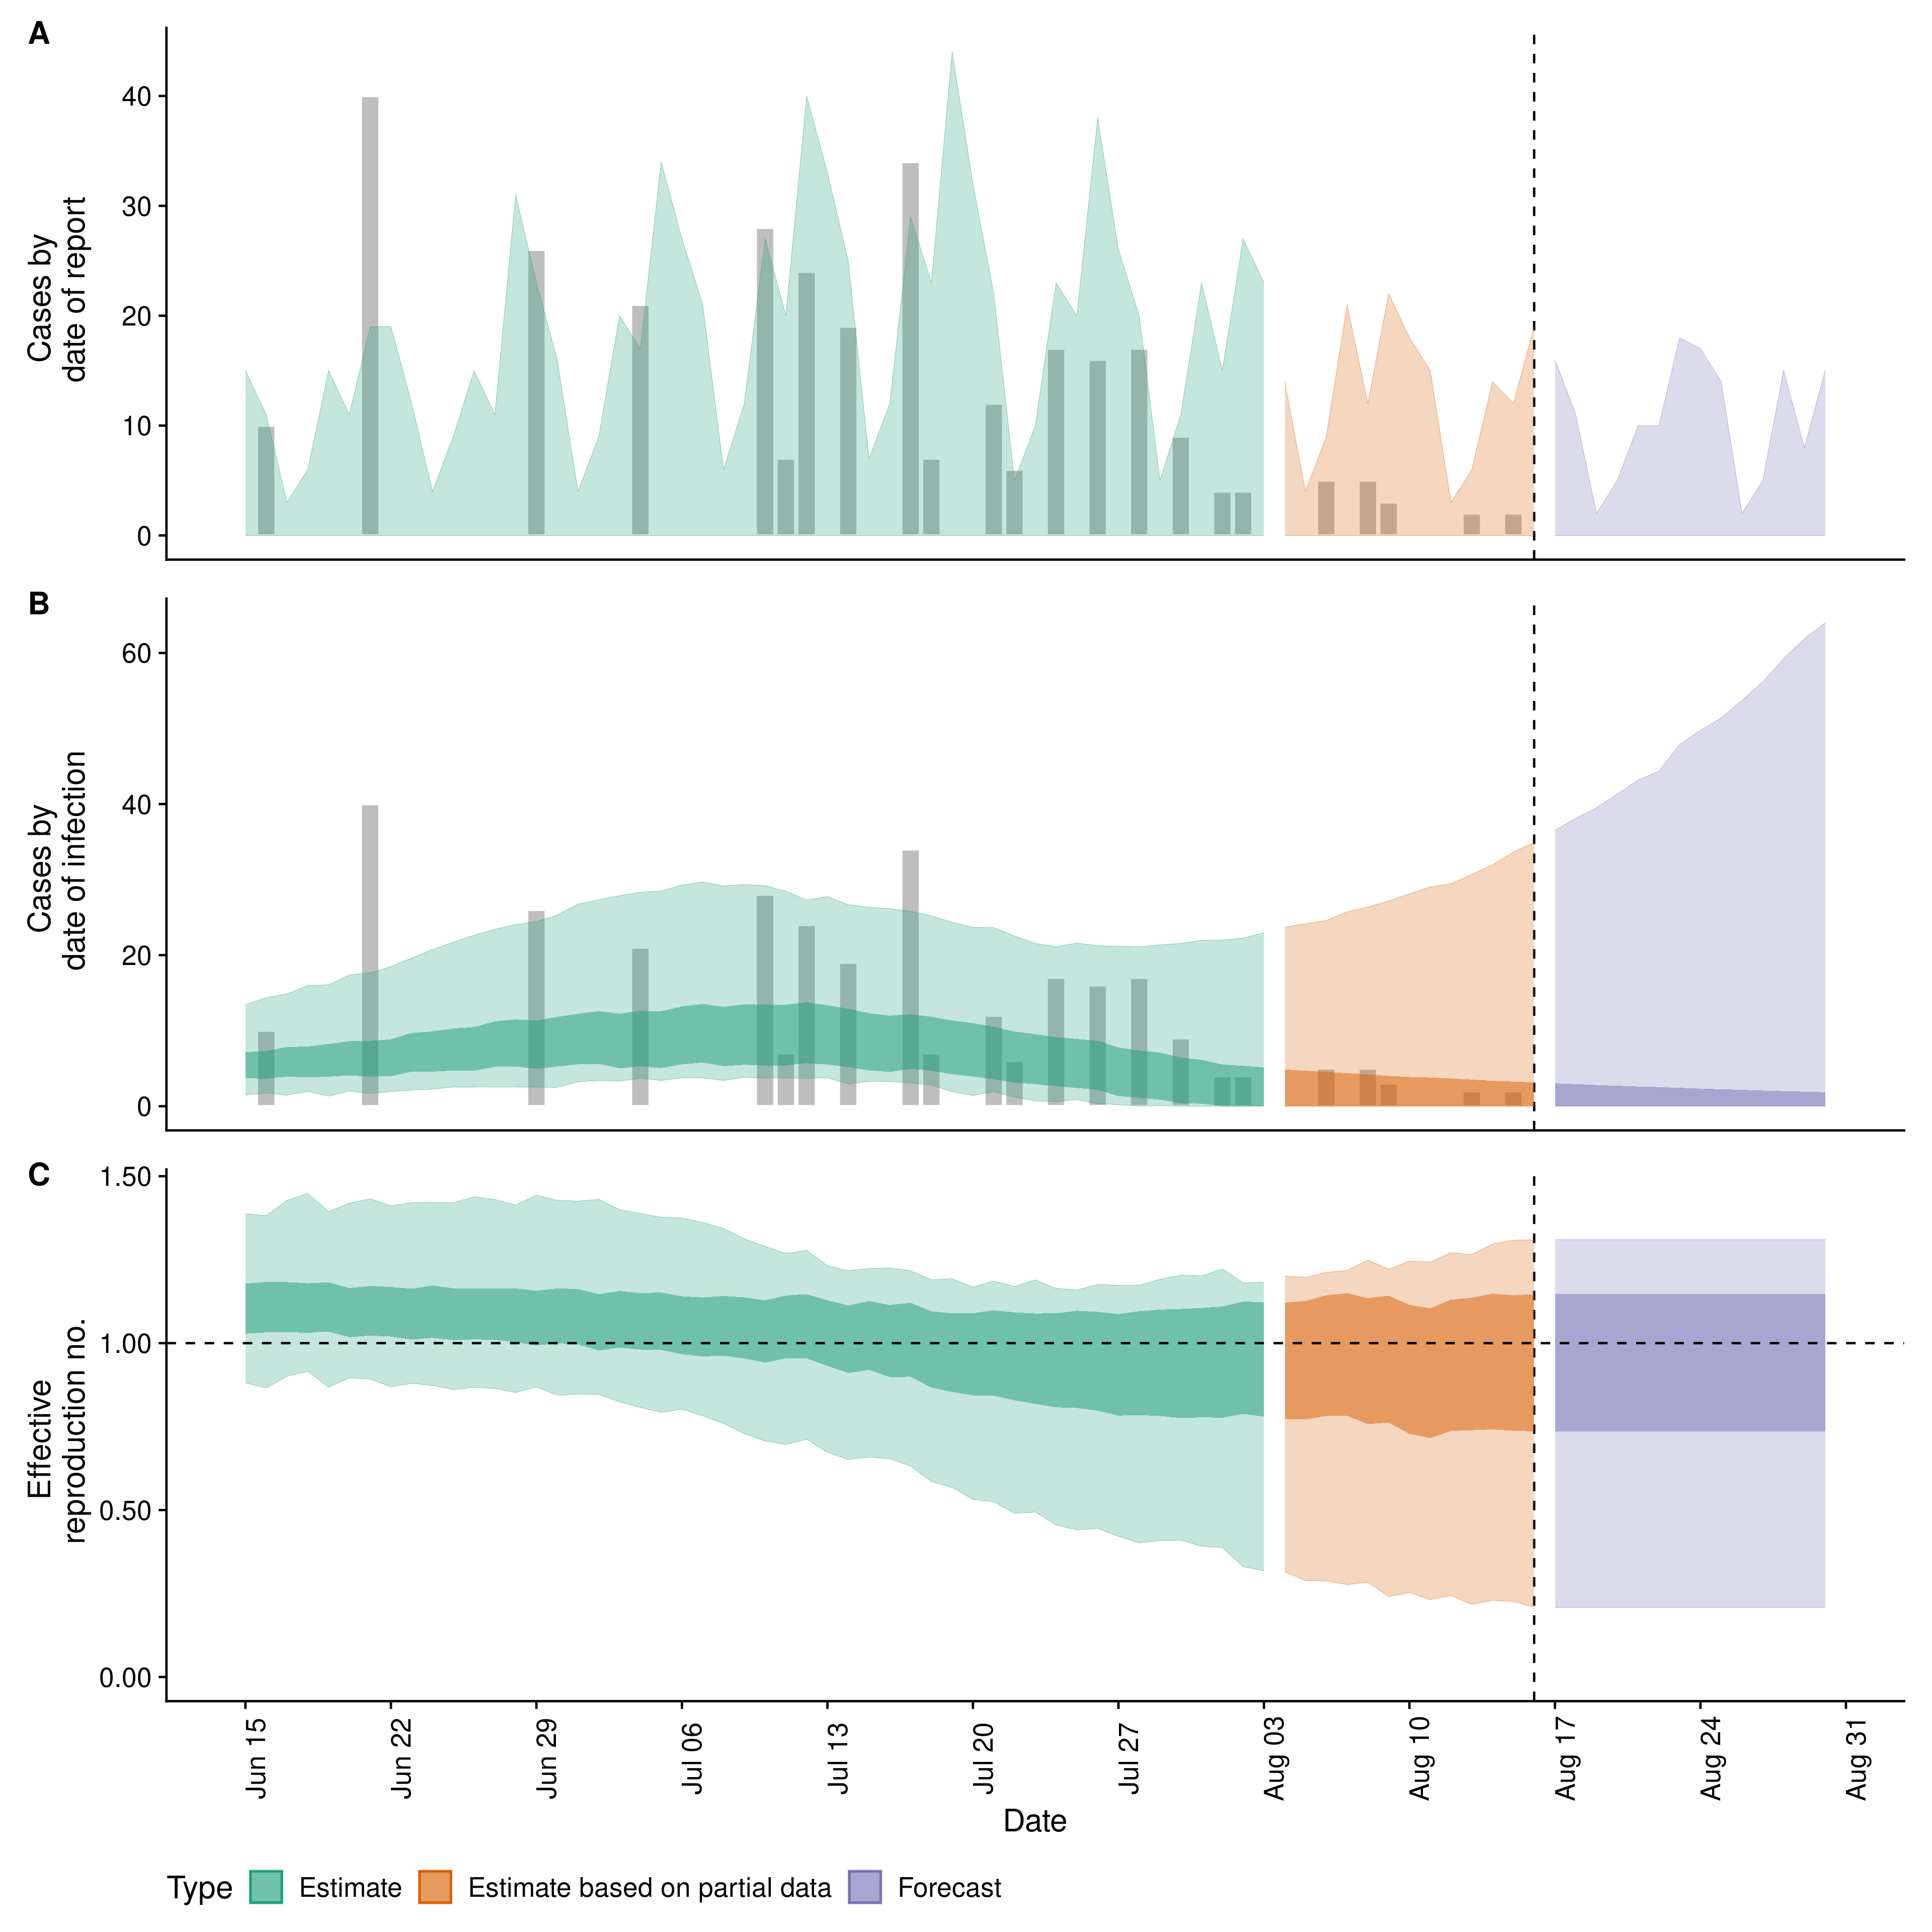 A
Cases by
date of report
40
30
20
10
0
B
Cases by
date of infection
60
40
20
0
C
Effective
reproduction no.
1.50
1.00
0.50
0.00
Jun 15
Jun 22
Jun 29
Jul 06
Jul 13
Jul 20
Jul 27
Aug 03
Aug 10
Aug 17
Aug 24
Aug 31
Date
Type Estimate Estimate based on partial data Forecast